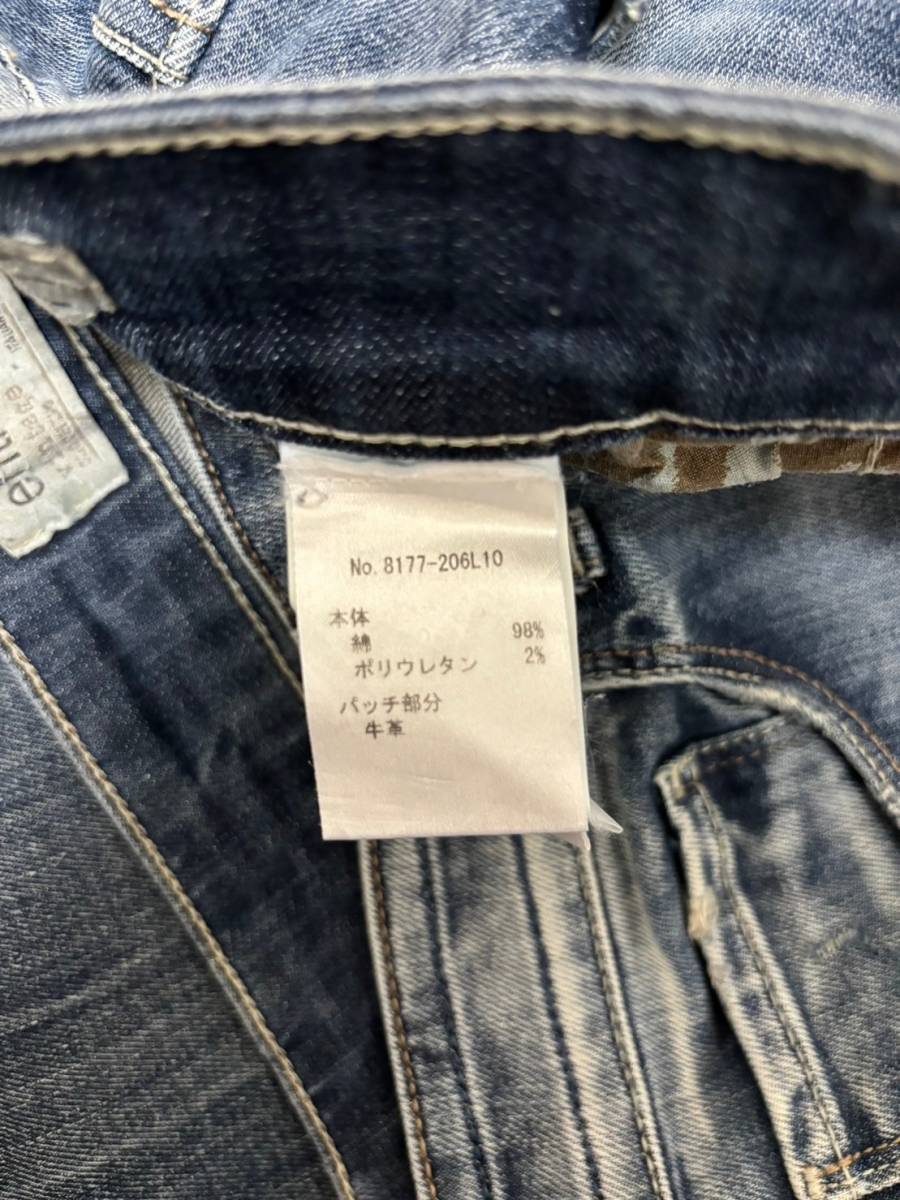 No. 8177-206L10
本体
綿 98%
ポリウレタン 2%
パッチ部分
牛革